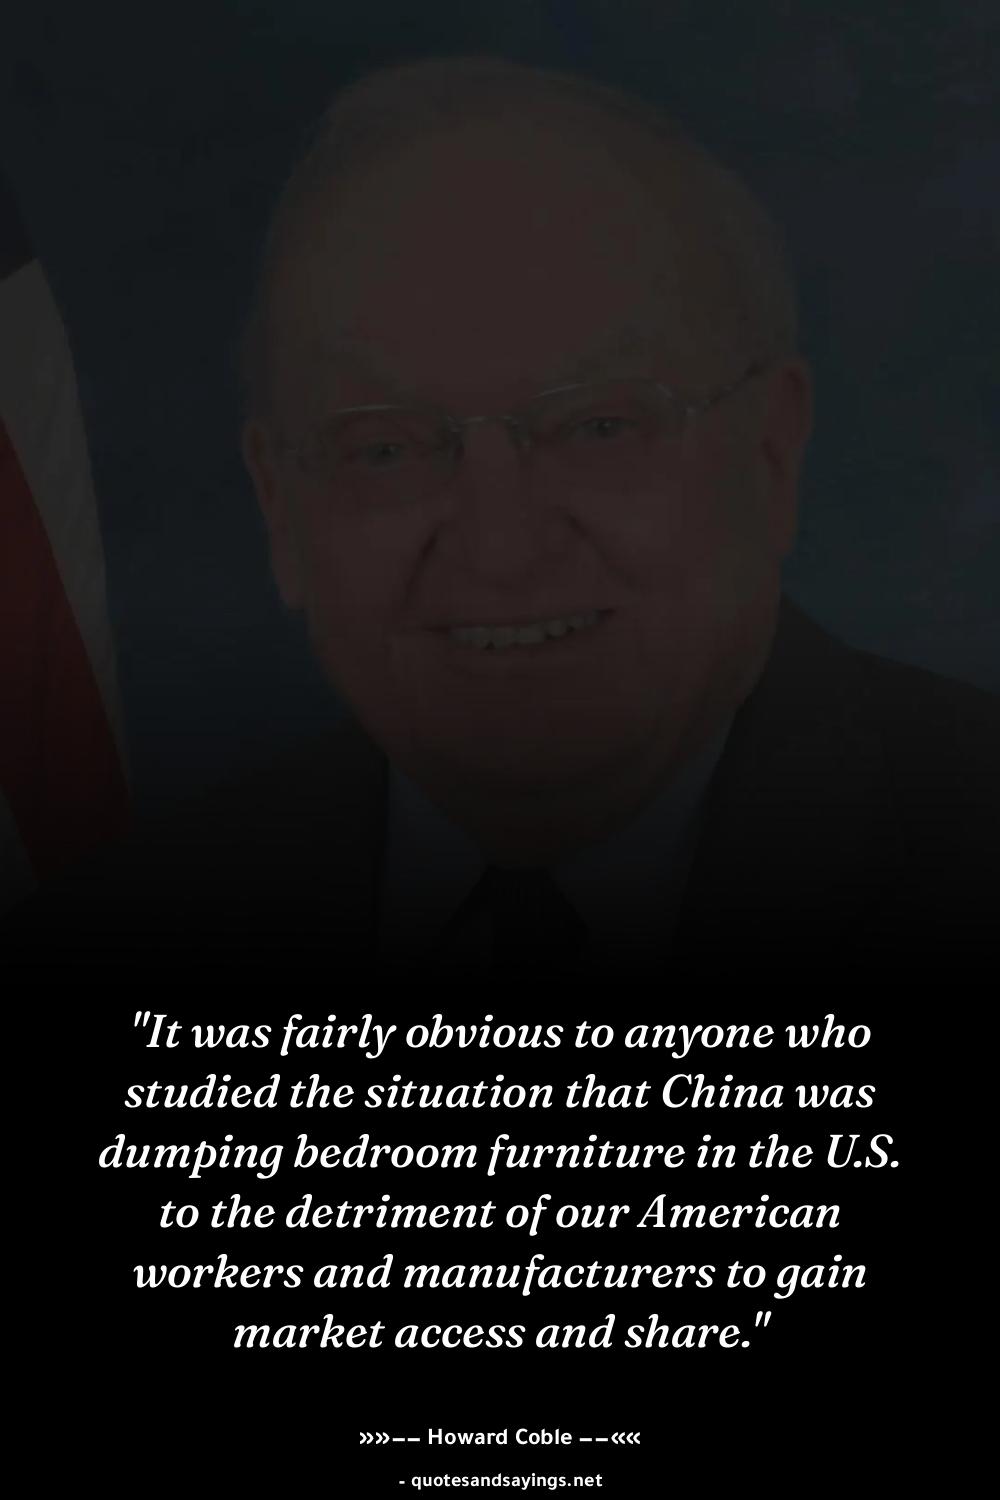 "It was fairly obvious to anyone who
studied the situation that China was
dumping bedroom furniture in the U.S.
to the detriment of our American
workers and manufacturers to gain
market access and share."
»»−− Howard Coble −−««
- quotesandsayings.net